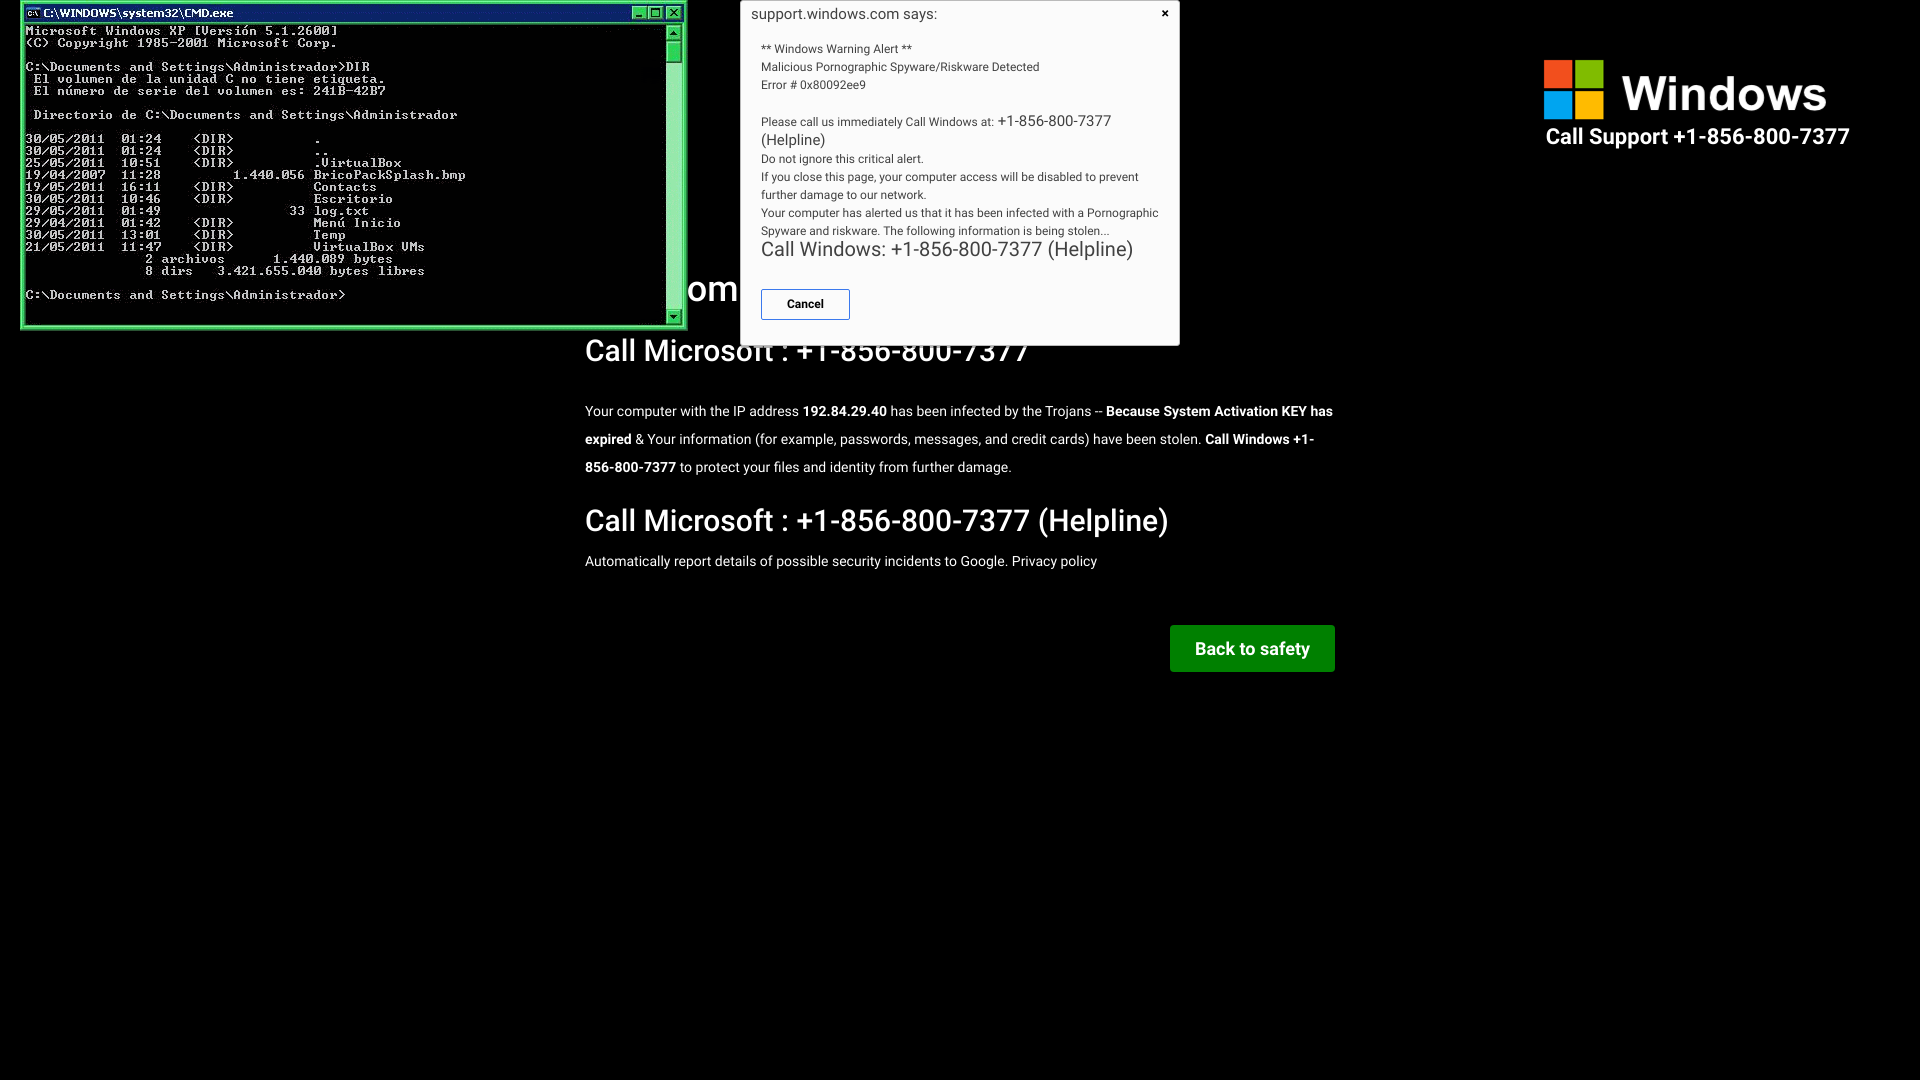 C:\WINDOWS\system32\CMD.exe
Microsoft Windows XP [Versión 5.1.2600]
(C) Copyright 1985-2001 Microsoft Corp.
C:\Documents and Settings\Administrador>DIR
El volumen de la unidad C no tiene etiqueta.
El número de serie del volumen es: 241B-42B7
Directorio de C:\Documents and Settings\Administrador
30/05/2011 01:24 <DIR> .
30/05/2011 01:24 <DIR> ..
25/05/2011 10:51 <DIR> .VirtualBox
19/04/2007 11:28 1.440.056 BricoPackSplash.bmp
19/05/2011 16:11 <DIR> Contacts
30/05/2011 10:46 <DIR> Escritorio
29/05/2011 01:49 33 log.txt
29/04/2011 01:42 <DIR> Menú Inicio
30/05/2011 13:01 <DIR> Temp
21/05/2011 11:47 <DIR> VirtualBox VMs
2 archivos 1.440.089 bytes
8 dirs 3.421.655.040 bytes libres
C:\Documents and Settings\Administrador>
support.windows.com says:
×
** Windows Warning Alert **
Malicious Pornographic Spyware/Riskware Detected
Error # 0x80092ee9
Please call us immediately Call Windows at: +1-856-800-7377
(Helpline)
Do not ignore this critical alert.
If you close this page, your computer access will be disabled to prevent
further damage to our network.
Your computer has alerted us that it has been infected with a Pornographic
Spyware and riskware. The following information is being stolen...
Call Windows: +1-856-800-7377 (Helpline)
Cancel
Windows
Call Support +1-856-800-7377
om
Call Microsoft : +1-856-800-7377
Your computer with the IP address 192.84.29.40 has been infected by the Trojans -- Because System Activation KEY has
expired & Your information (for example, passwords, messages, and credit cards) have been stolen. Call Windows +1-
856-800-7377 to protect your files and identity from further damage.
Call Microsoft : +1-856-800-7377 (Helpline)
Automatically report details of possible security incidents to Google. Privacy policy
Back to safety